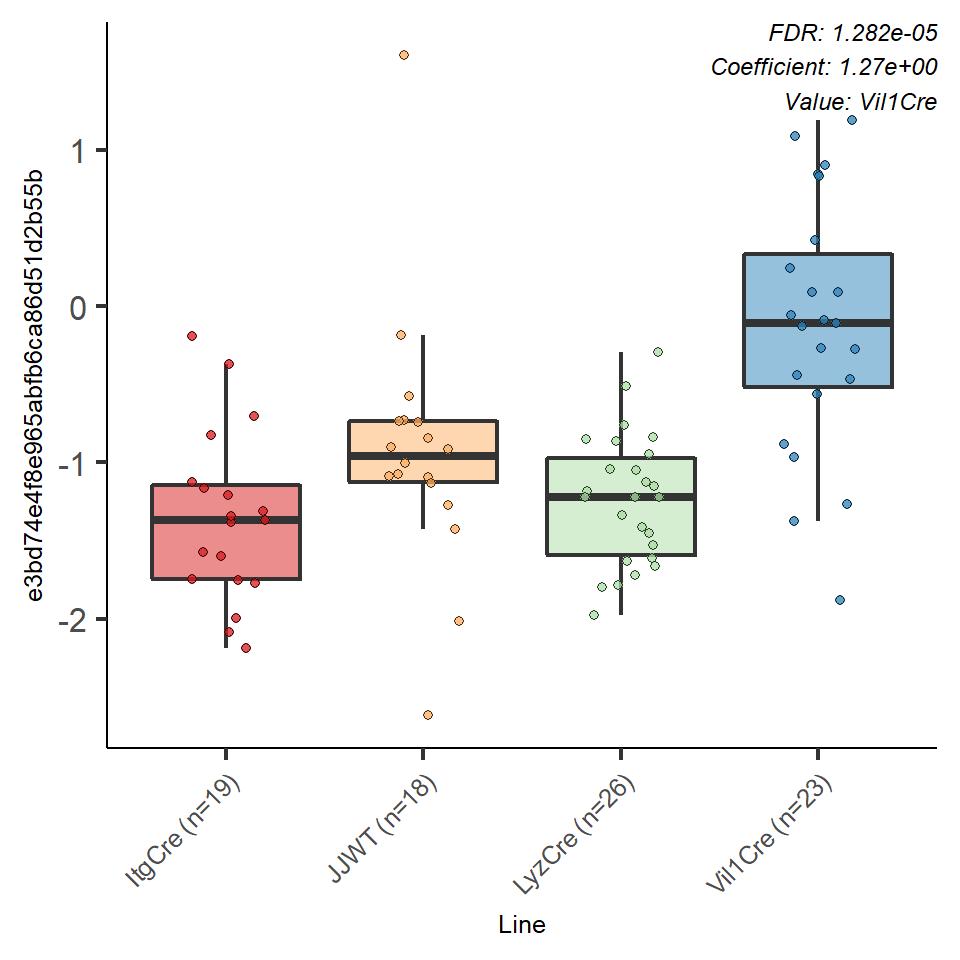 FDR: 1.282e-05
Coefficient: 1.27e+00
Value: Vil1Cre
e3bd74e4f8e965abfb6ca86d51d2b55b
1
0
-1
-2
ItgCre (n=19)
JJWT (n=18)
LyzCre (n=26)
Vil1Cre (n=23)
Line